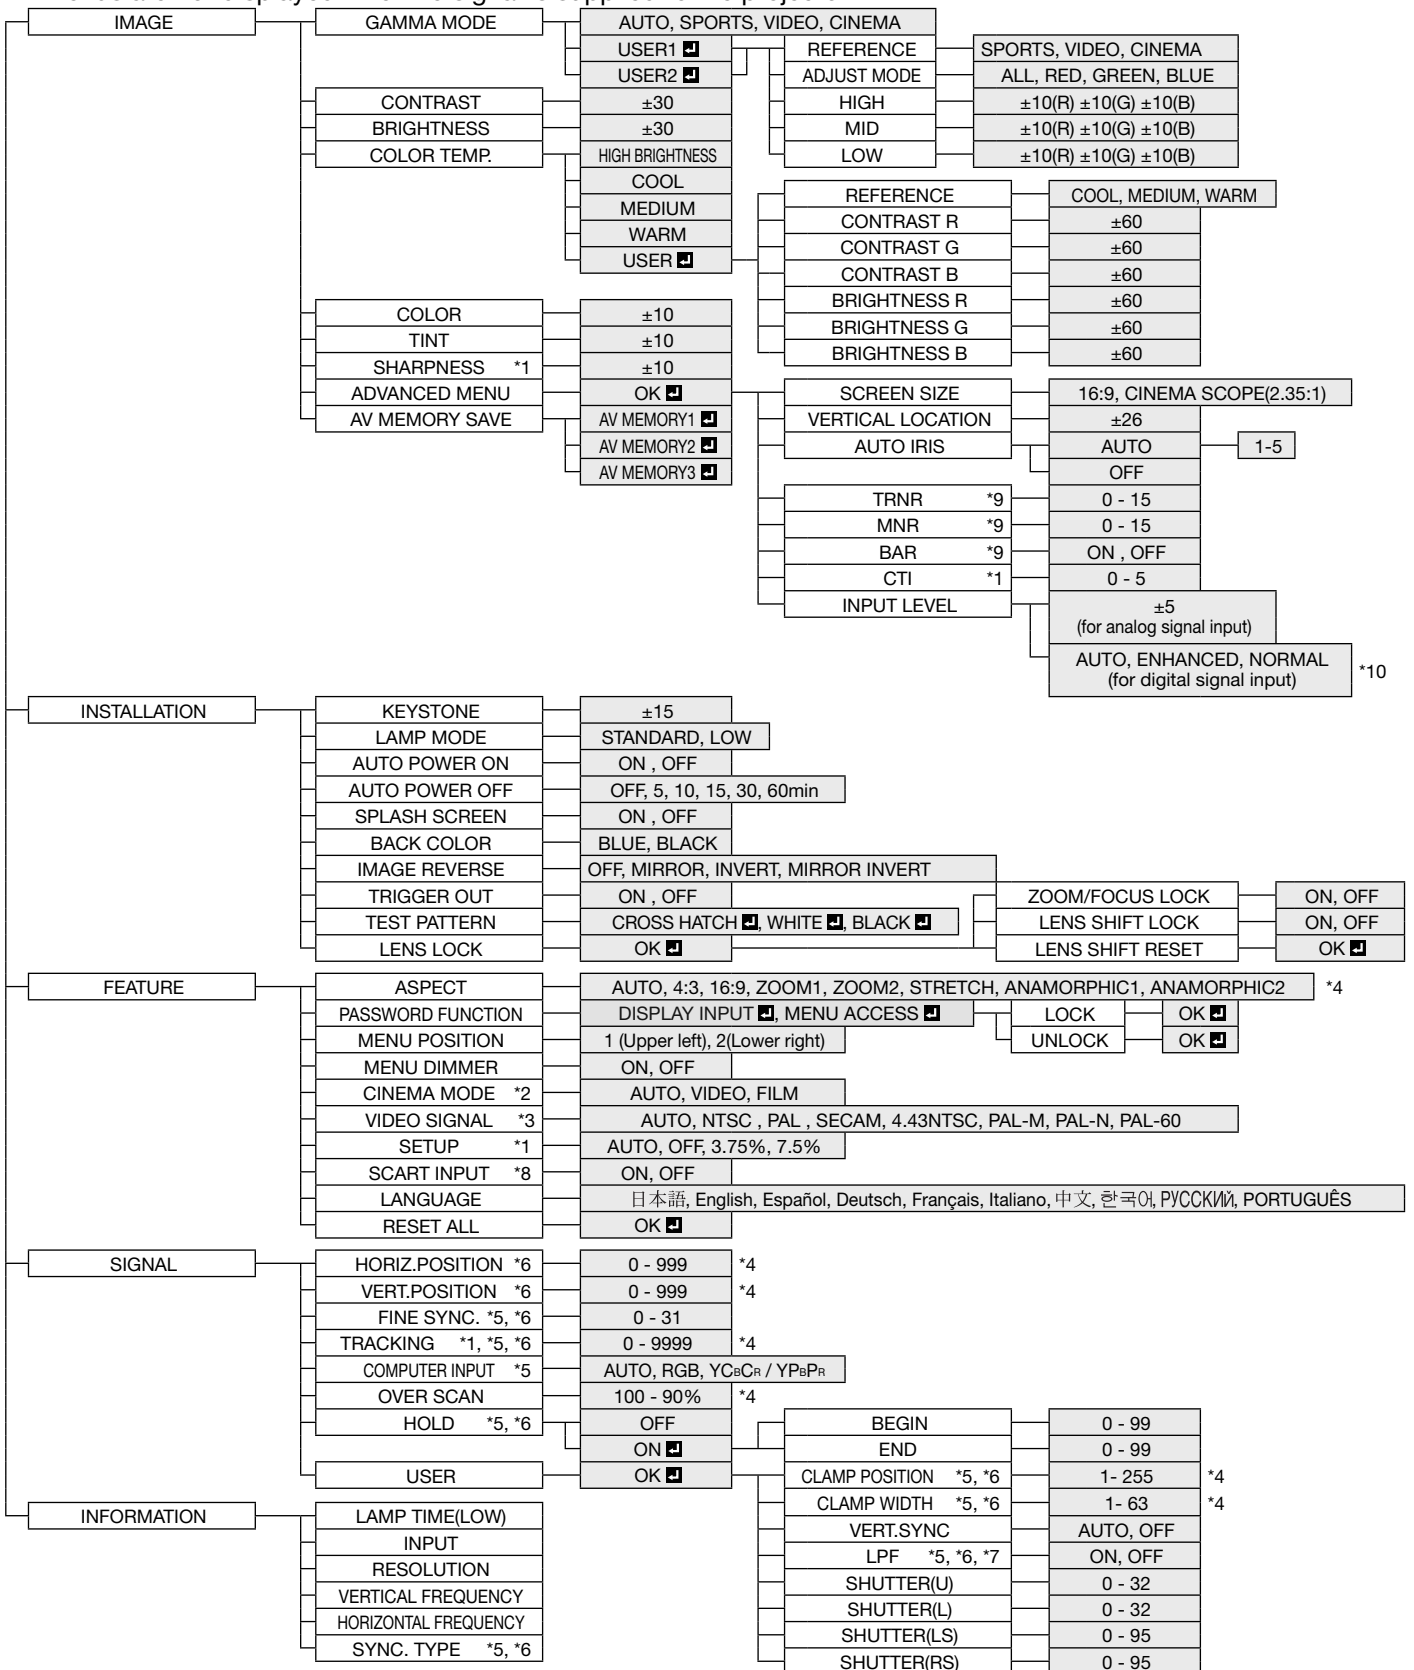 IMAGE GAMMA MODE AUTO, SPORTS, VIDEO, CINEMA
USER1 REFERENCE SPORTS, VIDEO, CINEMA
USER2 ADJUST MODE ALL, RED, GREEN, BLUE
CONTRAST ±30 HIGH ±10(R) ±10(G) ±10(B)
BRIGHTNESS ±30 MID ±10(R) ±10(G) ±10(B)
COLOR TEMP. HIGH BRIGHTNESS LOW ±10(R) ±10(G) ±10(B)
COOL REFERENCE COOL, MEDIUM, WARM
MEDIUM CONTRAST R ±60
WARM CONTRAST G ±60
USER CONTRAST B ±60
BRIGHTNESS R ±60
COLOR ±10 BRIGHTNESS G ±60
TINT ±10 BRIGHTNESS B ±60
SHARPNESS *1 ±10
ADVANCED MENU OK SCREEN SIZE 16:9, CINEMA SCOPE(2.35:1)
AV MEMORY SAVE AV MEMORY1 VERTICAL LOCATION ±26
AV MEMORY2 AUTO IRIS AUTO 1-5
AV MEMORY3 OFF
TRNR *9 0 - 15
MNR *9 0 - 15
BAR *9 ON , OFF
CTI *1 0 - 5
INPUT LEVEL ±5
(for analog signal input)
AUTO, ENHANCED, NORMAL
(for digital signal input) *10
INSTALLATION KEYSTONE ±15
LAMP MODE STANDARD, LOW
AUTO POWER ON ON , OFF
AUTO POWER OFF OFF, 5, 10, 15, 30, 60min
SPLASH SCREEN ON , OFF
BACK COLOR BLUE, BLACK
IMAGE REVERSE OFF, MIRROR, INVERT, MIRROR INVERT
TRIGGER OUT ON , OFF ZOOM/FOCUS LOCK ON, OFF
TEST PATTERN CROSS HATCH , WHITE , BLACK LENS SHIFT LOCK ON, OFF
LENS LOCK OK LENS SHIFT RESET OK
FEATURE ASPECT AUTO, 4:3, 16:9, ZOOM1, ZOOM2, STRETCH, ANAMORPHIC1, ANAMORPHIC2 *4
PASSWORD FUNCTION DISPLAY INPUT , MENU ACCESS LOCK OK
MENU POSITION 1 (Upper left), 2(Lower right) UNLOCK OK
MENU DIMMER ON, OFF
CINEMA MODE *2 AUTO, VIDEO, FILM
VIDEO SIGNAL *3 AUTO, NTSC , PAL , SECAM, 4.43NTSC, PAL-M, PAL-N, PAL-60
SETUP *1 AUTO, OFF, 3.75%, 7.5%
SCART INPUT *8 ON, OFF
LANGUAGE 日本語, English, Español, Deutsch, Français, Italiano, 中文, 한국어, РУССКИЙ, PORTUGUÊS
RESET ALL OK
SIGNAL HORIZ.POSITION *6 0 - 999 *4
VERT.POSITION *6 0 - 999 *4
FINE SYNC. *5, *6 0 - 31
TRACKING *1, *5, *6 0 - 9999 *4
COMPUTER INPUT *5 AUTO, RGB, YCBCR / YPBPR
OVER SCAN 100 - 90% *4
HOLD *5, *6 OFF BEGIN 0 - 99
ON END 0 - 99
USER OK CLAMP POSITION *5, *6 1- 255 *4
INFORMATION LAMP TIME(LOW) CLAMP WIDTH *5, *6 1- 63 *4
INPUT VERT.SYNC AUTO, OFF
RESOLUTION LPF *5, *6, *7 ON, OFF
VERTICAL FREQUENCY SHUTTER(U) 0 - 32
HORIZONTAL FREQUENCY SHUTTER(L) 0 - 32
SYNC. TYPE *5, *6 SHUTTER(LS) 0 - 95
SHUTTER(RS) 0 - 95